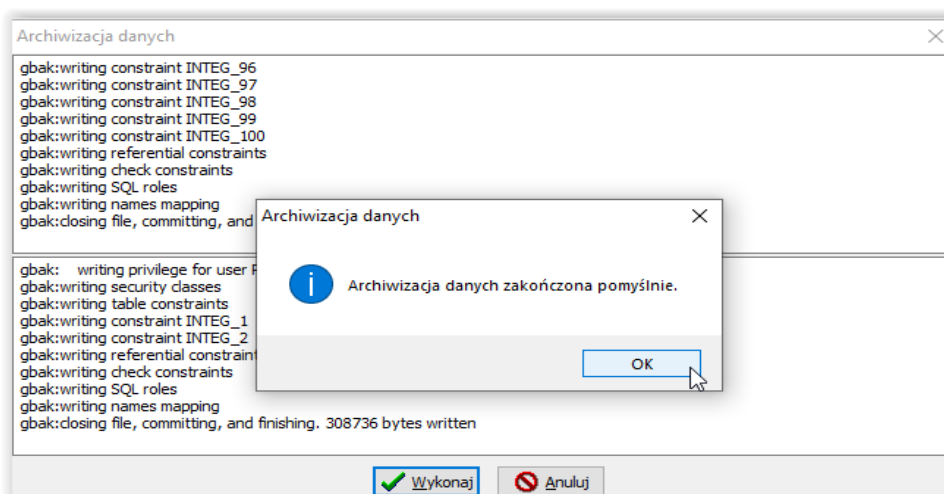 Archiwizacja danych
gbak:writing constraint INTEG_96
gbak:writing constraint INTEG_97
gbak:writing constraint INTEG_98
gbak:writing constraint INTEG_99
gbak:writing constraint INTEG_100
gbak:writing referential constraints
gbak:writing check constraints
gbak:writing SQL roles
gbak:writing names mapping
gbak:closing file, committing, and
Archiwizacja danych
Archiwizacja danych zakończona pomyślnie.
OK
gbak: writing privilege for user
gbak:writing security classes
gbak:writing table constraints
gbak:writing constraint INTEG_1
gbak:writing constraint INTEG_2
gbak:writing referential constraint
gbak:writing check constraints
gbak:writing SQL roles
gbak:writing names mapping
gbak:closing file, committing, and finishing. 308736 bytes written
Wykonaj
Anuluj